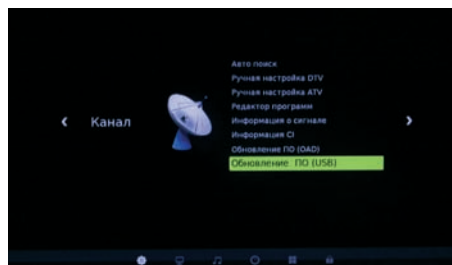 Канал
Авто поиск
Ручная настройка DTV
Ручная настройка ATV
Редактор программ
Информация о сигнале
Информация CI
Обновление ПО (OAD)
Обновление ПО (USB)